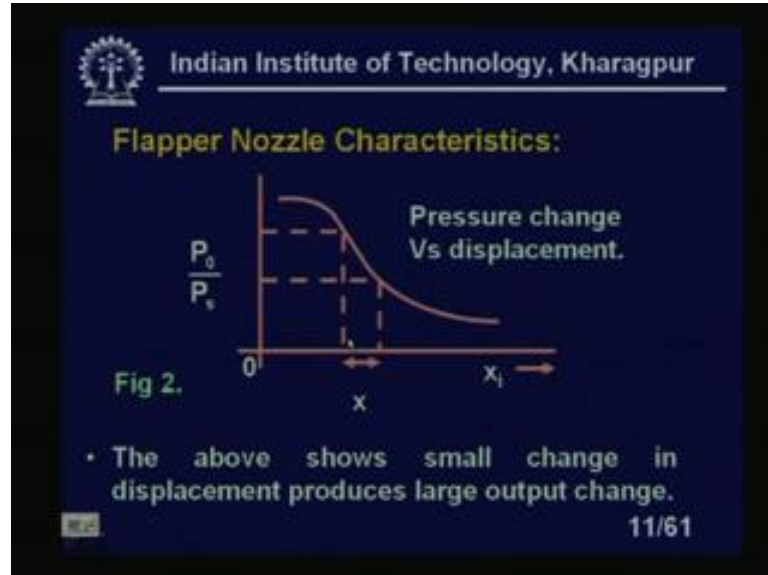 Indian Institute of Technology, Kharagpur
Flapper Nozzle Characteristics:
Pressure change
Vs displacement.
P₀
Pₛ
0
xᵢ
Fig 2.
x
• The above shows small change in
displacement produces large output change.
11/61